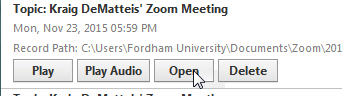 Topic: Kraig DeMatteis' Zoom Meeting
Mon, Nov 23, 2015 05:59 PM
Record Path: C:\Users\Fordham University\Documents\Zoom\201
Play Play Audio Open Delete